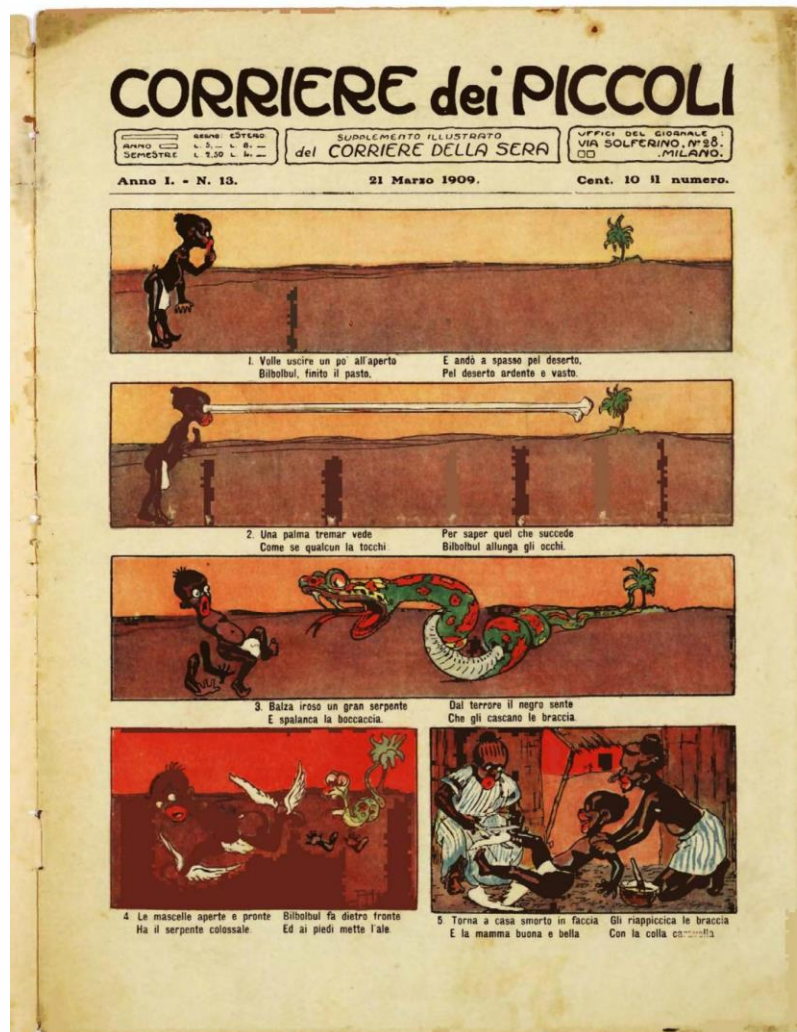 CORRIERE dei PICCOLI
REGNO: ESTERO:
ANNO L. 5,— L. 8.—
SEMESTRE L. 2,50 L. 4.—
SUPPLEMENTO ILLUSTRATO
del CORRIERE DELLA SERA
UFFICI DEL GIORNALE:
VIA SOLFERINO, Nº 28.
MILANO.
Anno I. - N. 13.
21 Marzo 1909.
Cent. 10 il numero.
1. Volle uscire un po' all'aperto
Bilbolbul, finito il pasto,
E andò a spasso pel deserto,
Pel deserto ardente e vasto.
2. Una palma tremar vede
Come se qualcun la tocchi.
Per saper quel che succede
Bilbolbul allunga gli occhi.
3. Balza iroso un gran serpente
E spalanca la boccaccia.
Dal terrore il negro sente
Che gli cascano le braccia
4 Le mascelle aperte e pronte
Ha il serpente colossale.
Bilbolbul fa dietro fronte
Ed ai piedi mette l'ale.
5. Torna a casa smorto in faccia
E la mamma buona e bella
Gli riappiccica le braccia
Con la colla